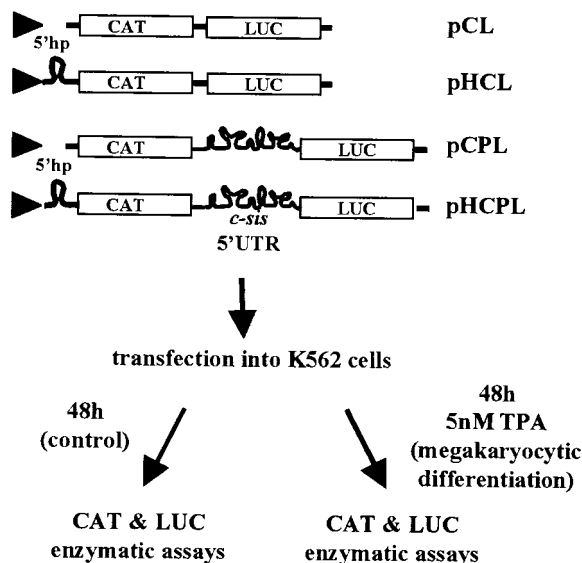 CAT LUC pCL
5'hp
CAT LUC pHCL
CAT LUC pCPL
5'hp
CAT LUC pHCPL
c-sis
5'UTR
transfection into K562 cells
48h
(control)
48h
5nM TPA
(megakaryocytic
differentiation)
CAT & LUC
enzymatic assays
CAT & LUC
enzymatic assays